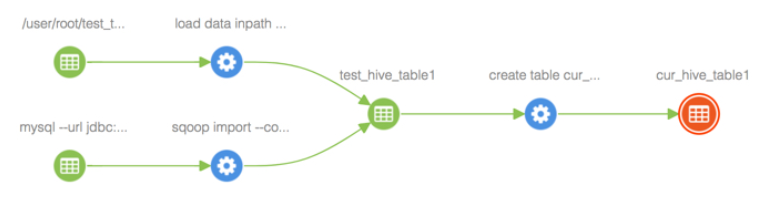 /user/root/test_t...
load data inpath ...
test_hive_table1
create table cur_...
cur_hive_table1
mysql --url jdbc:...
sqoop import --co...